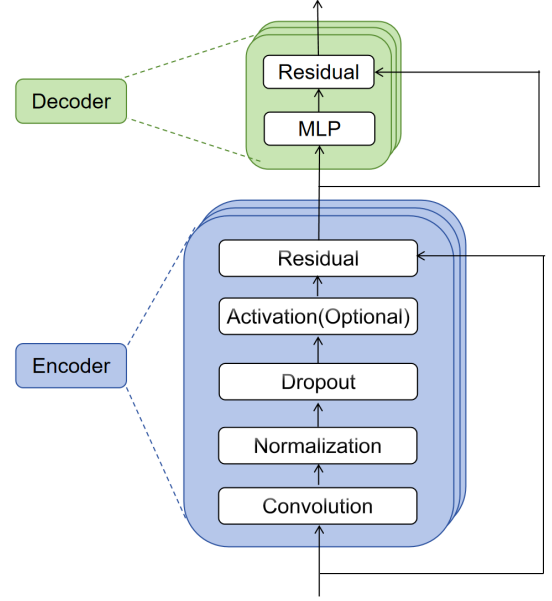 Residual
Decoder
MLP
Residual
Activation(Optional)
Encoder
Dropout
Normalization
Convolution